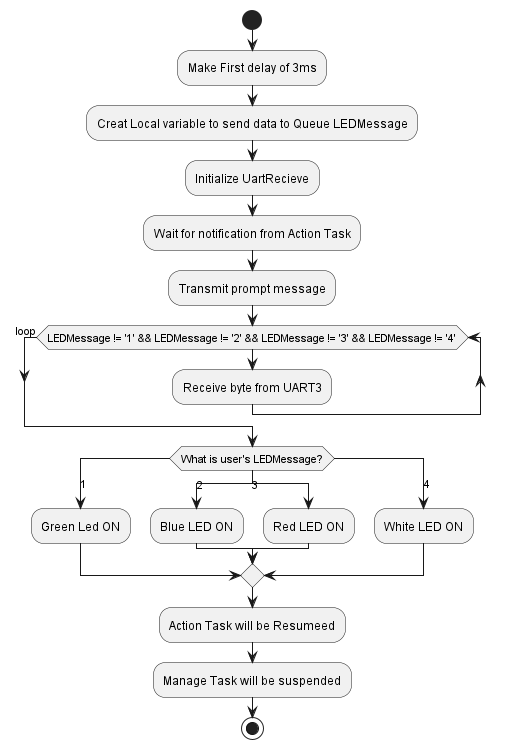 Make First delay of 3ms
Creat Local variable to send data to Queue LEDMessage
Initialize UartRecieve
Wait for notification from Action Task
Transmit prompt message
loop
LEDMessage != '1' && LEDMessage != '2' && LEDMessage != '3' && LEDMessage != '4'
Receive byte from UART3
What is user's LEDMessage?
1 2 3 4
Green Led ON Blue LED ON Red LED ON White LED ON
Action Task will be Resumeed
Manage Task will be suspended